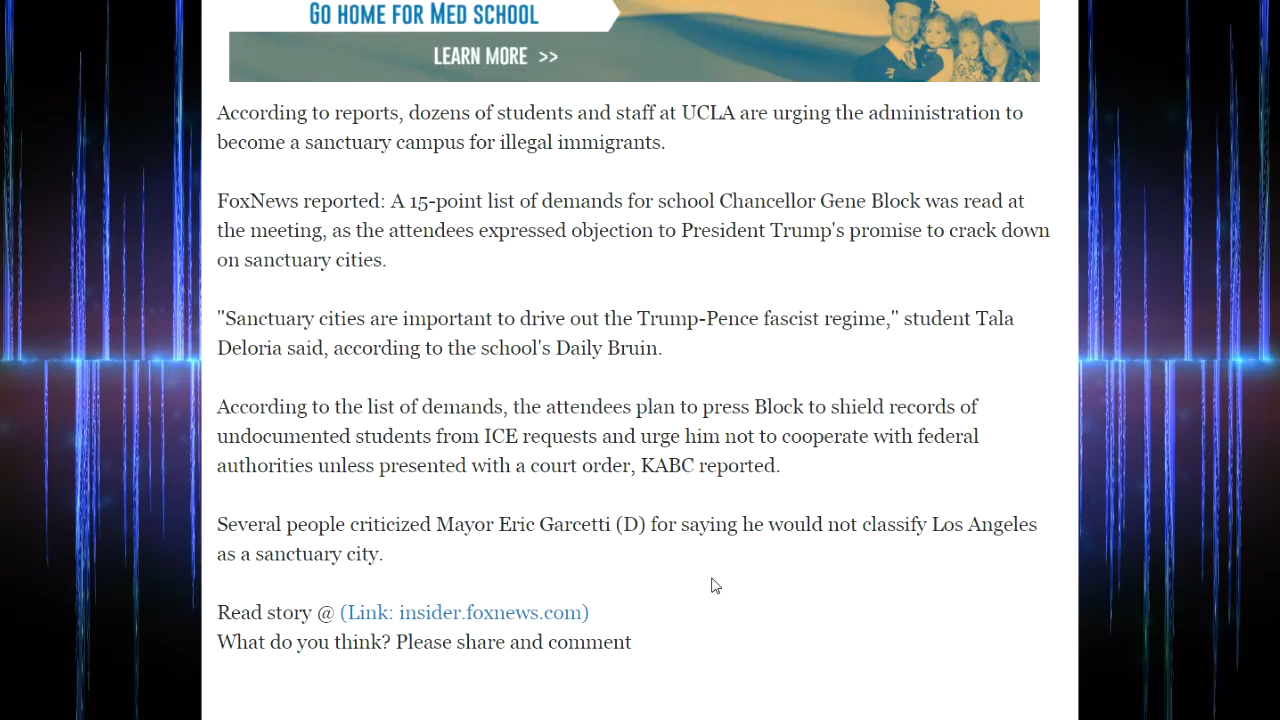 GO HOME FOR MED SCHOOL
LEARN MORE >>
According to reports, dozens of students and staff at UCLA are urging the administration to
become a sanctuary campus for illegal immigrants.
FoxNews reported: A 15-point list of demands for school Chancellor Gene Block was read at
the meeting, as the attendees expressed objection to President Trump's promise to crack down
on sanctuary cities.
"Sanctuary cities are important to drive out the Trump-Pence fascist regime," student Tala
Deloria said, according to the school's Daily Bruin.
According to the list of demands, the attendees plan to press Block to shield records of
undocumented students from ICE requests and urge him not to cooperate with federal
authorities unless presented with a court order, KABC reported.
Several people criticized Mayor Eric Garcetti (D) for saying he would not classify Los Angeles
as a sanctuary city.
Read story @ (Link: insider.foxnews.com)
What do you think? Please share and comment